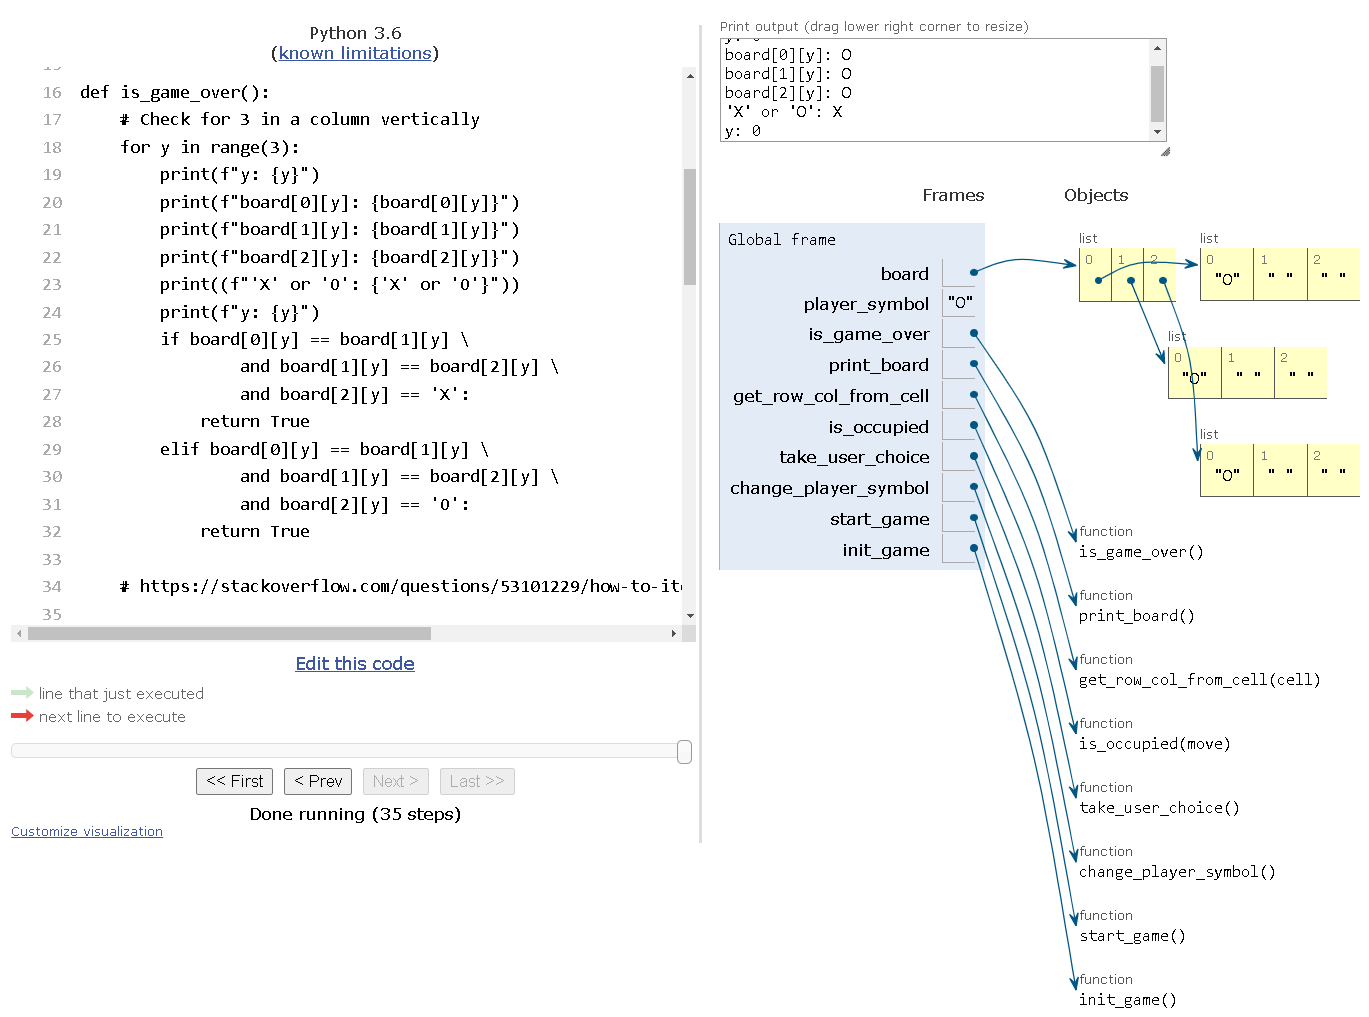 Python 3.6
(known limitations)
16 def is_game_over():
17 # Check for 3 in a column vertically
18 for y in range(3):
19 print(f"y: {y}")
20 print(f"board[0][y]: {board[0][y]}")
21 print(f"board[1][y]: {board[1][y]}")
22 print(f"board[2][y]: {board[2][y]}")
23 print((f"'X' or 'O': {'X' or 'O'}"))
24 print(f"y: {y}")
25 if board[0][y] == board[1][y] \
26 and board[1][y] == board[2][y] \
27 and board[2][y] == 'X':
28 return True
29 elif board[0][y] == board[1][y] \
30 and board[1][y] == board[2][y] \
31 and board[2][y] == 'O':
32 return True
33
34 # https://stackoverflow.com/questions/53101229/how-to-ite
35
Edit this code
line that just executed
next line to execute
<< First < Prev Next > Last >>
Done running (35 steps)
Customize visualization
Print output (drag lower right corner to resize)
y: 0
board[0][y]: O
board[1][y]: O
board[2][y]: O
'X' or 'O': X
y: 0
Frames Objects
Global frame
board
player_symbol "O"
is_game_over
print_board
get_row_col_from_cell
is_occupied
take_user_choice
change_player_symbol
start_game
init_game
list
0 1 2
list
0 1 2
"O" " " " "
list
0 1 2
"O" " " " "
list
0 1 2
"O" " " " "
function
is_game_over()
function
print_board()
function
get_row_col_from_cell(cell)
function
is_occupied(move)
function
take_user_choice()
function
change_player_symbol()
function
start_game()
function
init_game()